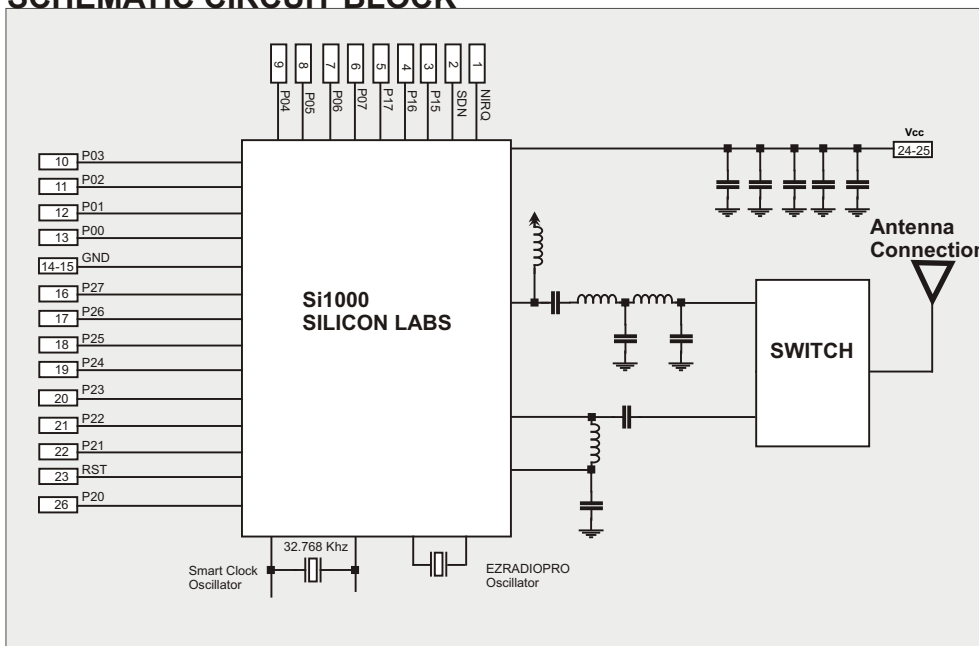 SCHEMATIC CIRCUIT BLOCK
9 8 7 6 5 4 3 2 1
P04 P05 P06 P07 P17 P16 P15 SDN NIRQ
Vcc
24-25
10 P03
11 P02
12 P01
13 P00
14-15 GND
16 P27
17 P26
18 P25
19 P24
20 P23
21 P22
22 P21
23 RST
26 P20
Si1000
SILICON LABS
Antenna
Connection
SWITCH
32.768 Khz
Smart Clock
Oscillator
EZRADIOPRO
Oscillator